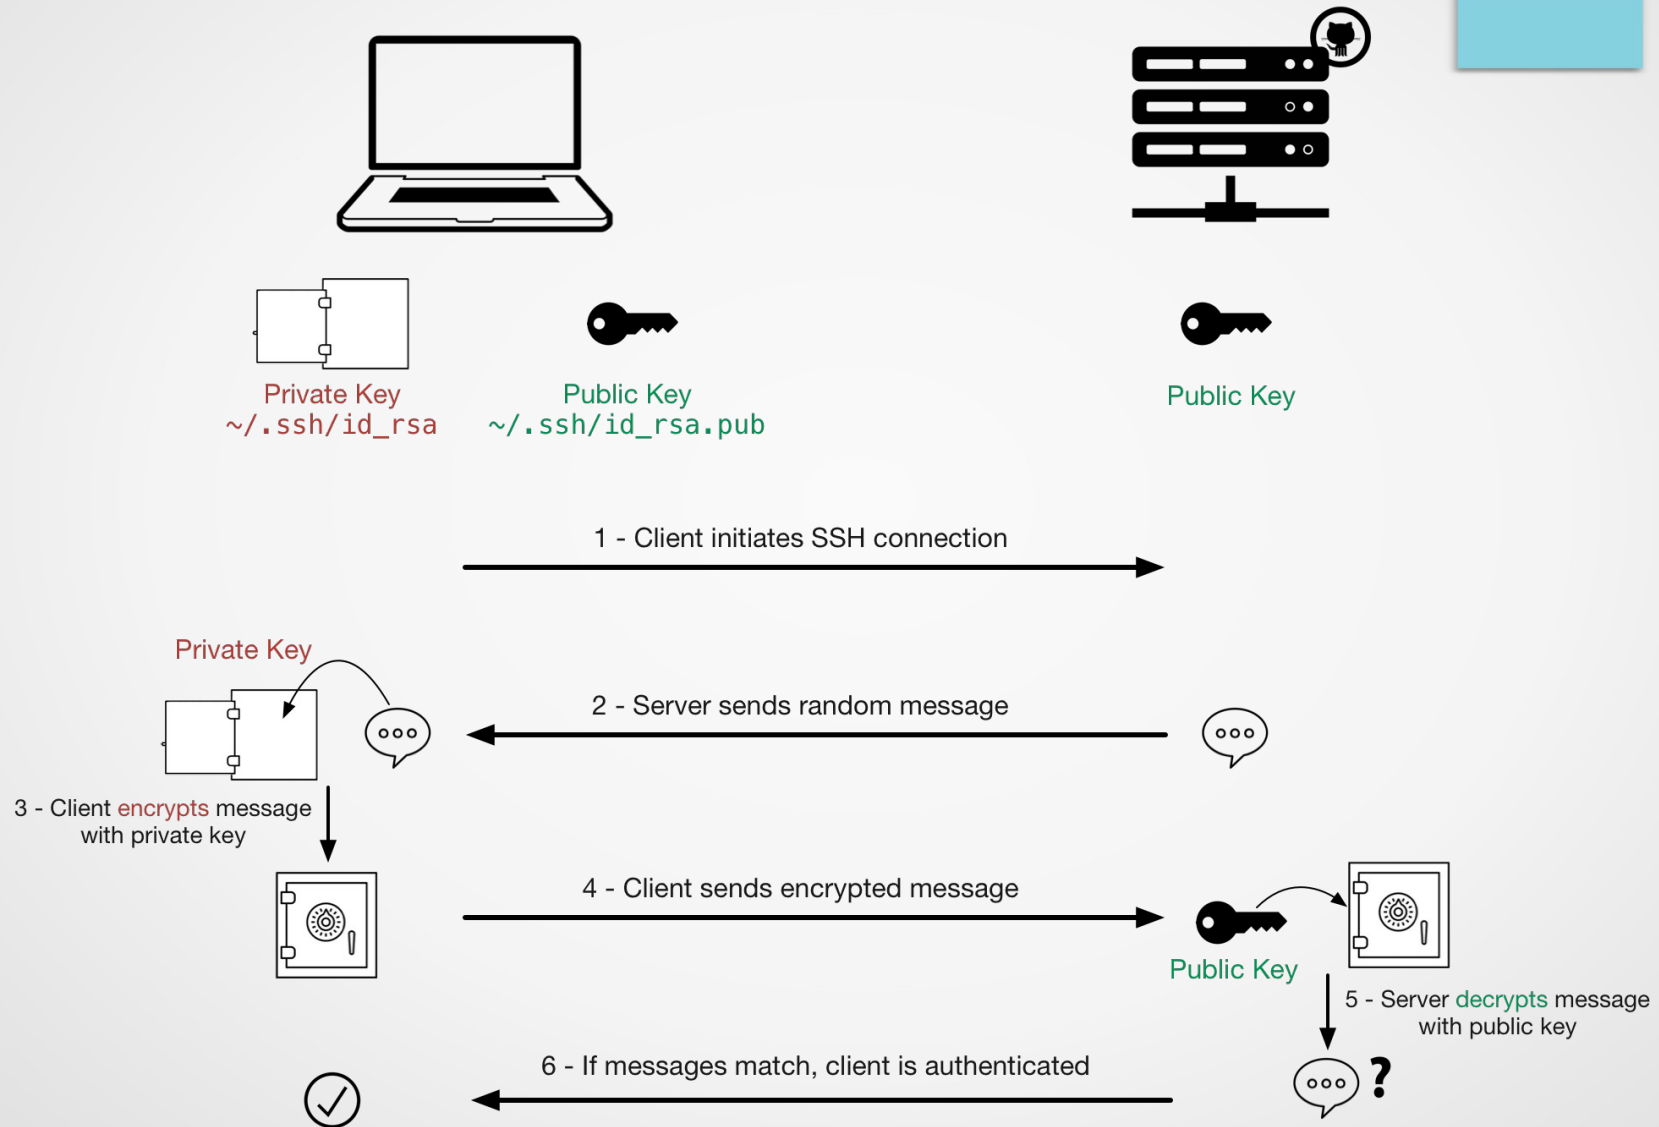 Private Key
~/.ssh/id_rsa
Public Key
~/.ssh/id_rsa.pub
Public Key
1 - Client initiates SSH connection
Private Key
2 - Server sends random message
3 - Client encrypts message
with private key
4 - Client sends encrypted message
Public Key
5 - Server decrypts message
with public key
6 - If messages match, client is authenticated
?